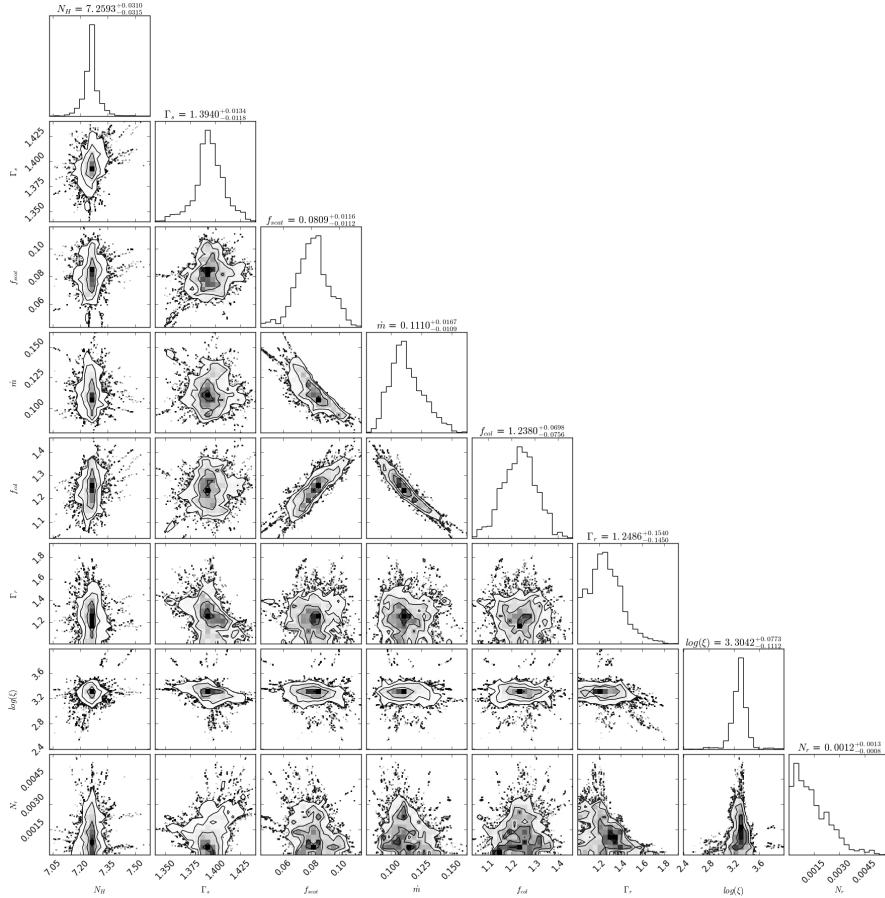 N_H = 7.2593^{+0.0310}_{-0.0315}
Γ_s = 1.3940^{+0.0134}_{-0.0118}
1.425
1.400
1.375
1.350
Γ_s
f_scat = 0.0809^{+0.0116}_{-0.0112}
0.10
0.08
0.06
f_scat
ṁ = 0.1110^{+0.0167}_{-0.0109}
0.150
0.125
0.100
ṁ
f_col = 1.2380^{+0.0698}_{-0.0756}
1.4
1.3
1.2
1.1
f_col
Γ_r = 1.2486^{+0.1540}_{-0.1450}
1.8
1.6
1.4
1.2
Γ_r
log(ξ) = 3.3042^{+0.0773}_{-0.1112}
3.6
3.2
2.8
2.4
log(ξ)
N_r = 0.0012^{+0.0013}_{-0.0008}
0.0045
0.0030
0.0015
N_r
7.05 7.20 7.35 7.50 1.350 1.375 1.400 1.425 0.06 0.08 0.10 0.100 0.125 0.150 1.1 1.2 1.3 1.4 1.2 1.4 1.6 1.8 2.4 2.8 3.2 3.6 0.0015 0.0030 0.0045
N_H Γ_s f_scat ṁ f_col Γ_r log(ξ) N_r